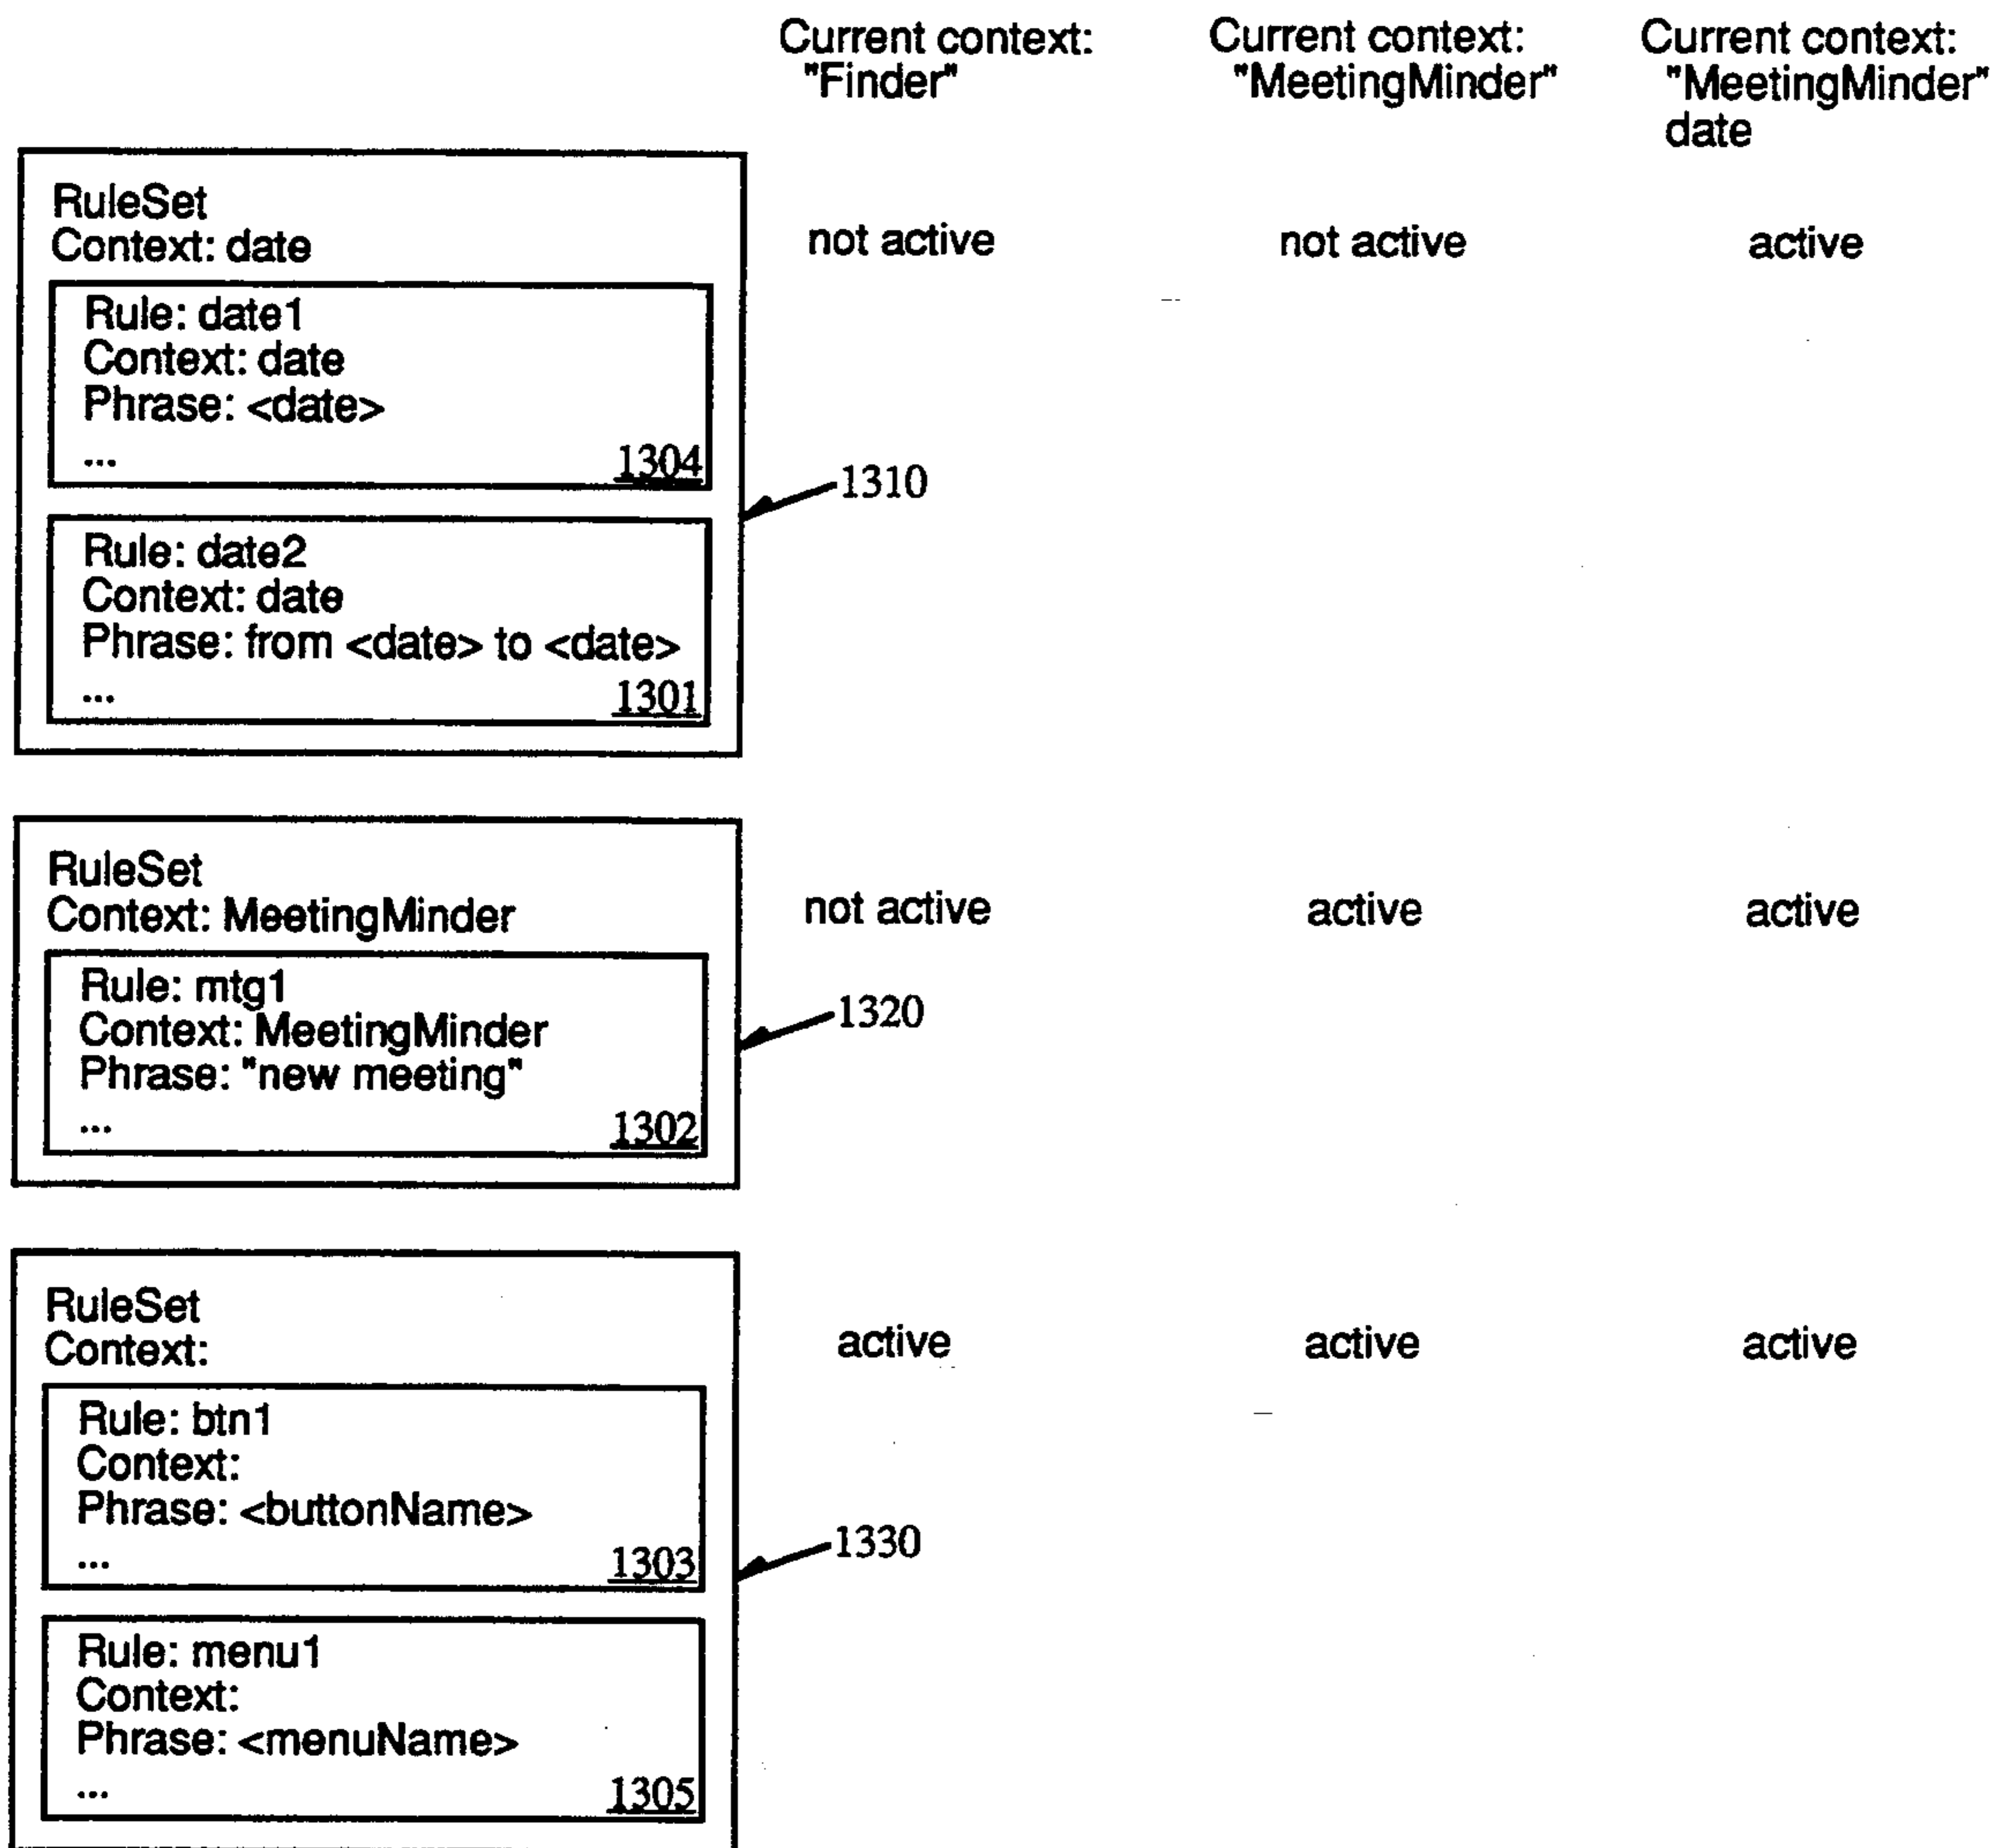 Current context:
"Finder"
Current context:
"MeetingMinder"
Current context:
"MeetingMinder"
date
RuleSet
Context: date
not active
not active
active
Rule: date1
Context: date
Phrase: <date>
... 1304
1310
Rule: date2
Context: date
Phrase: from <date> to <date>
... 1301
RuleSet
Context: MeetingMinder
not active
active
active
Rule: mtg1
Context: MeetingMinder
Phrase: "new meeting"
... 1302
1320
RuleSet
Context:
active
active
active
Rule: btn1
Context:
Phrase: <buttonName>
... 1303
1330
Rule: menu1
Context:
Phrase: <menuName>
... 1305